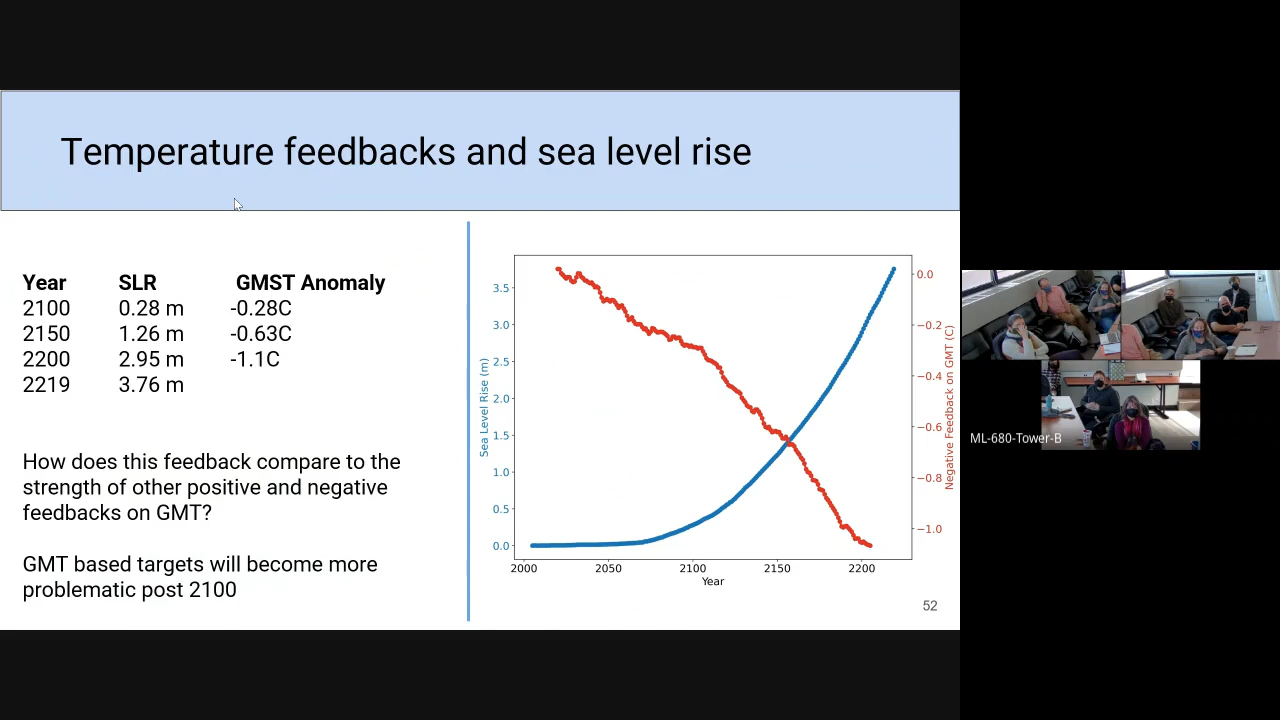 Temperature feedbacks and sea level rise
Year SLR GMST Anomaly
2100 0.28 m -0.28C
2150 1.26 m -0.63C
2200 2.95 m -1.1C
2219 3.76 m
How does this feedback compare to the
strength of other positive and negative
feedbacks on GMT?
GMT based targets will become more
problematic post 2100
Sea Level Rise (m)
3.5
3.0
2.5
2.0
1.5
1.0
0.5
0.0
2000 2050 2100 2150 2200
Year
0.0
−0.2
−0.4
−0.6
−0.8
−1.0
Negative Feedback on GMT (C)
52
ML-680-Tower-B